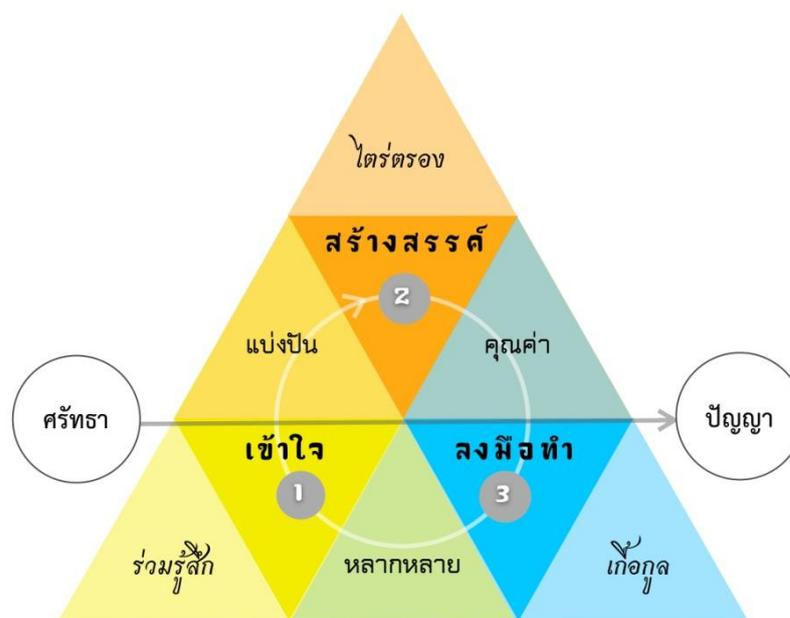 ไตร่ตรอง
สร้างสรรค์
2
แบ่งปัน
คุณค่า
ศรัทธา
ปัญญา
เข้าใจ
ลงมือทำ
1
3
ร่วมรู้สึก
หลากหลาย
เกื้อกูล